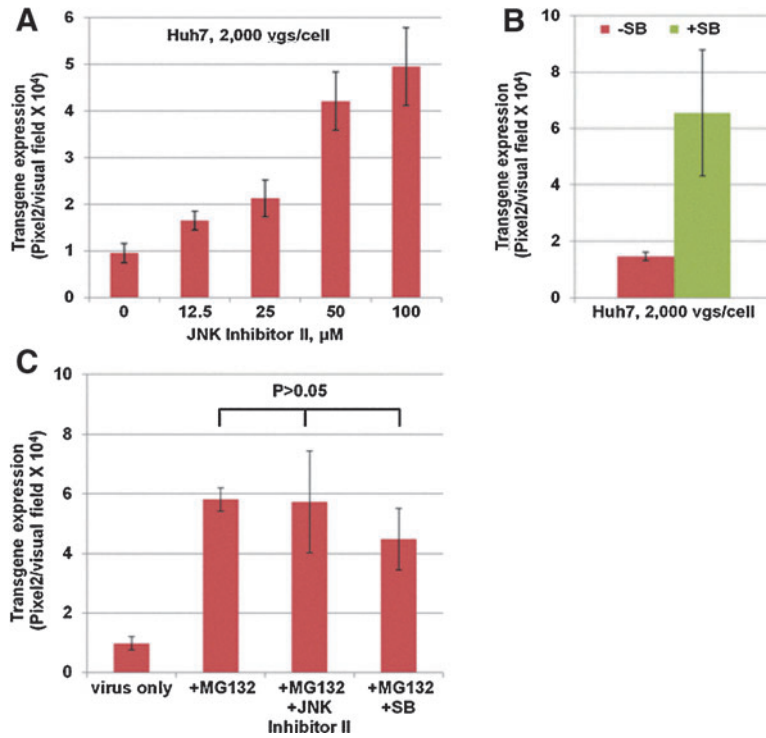 A
Huh7, 2,000 vgs/cell
Transgene expression
(Pixel2/visual field X 10⁴)
6
5
4
3
2
1
0
0 12.5 25 50 100
JNK Inhibitor II, µM
B
-SB +SB
Transgene expression
(Pixel2/visual field X 10⁴)
10
8
6
4
2
0
Huh7, 2,000 vgs/cell
C
P>0.05
Transgene expression
(Pixel2/visual field X 10⁴)
10
8
6
4
2
0
virus only +MG132 +MG132 +MG132
+JNK +SB
Inhibitor II